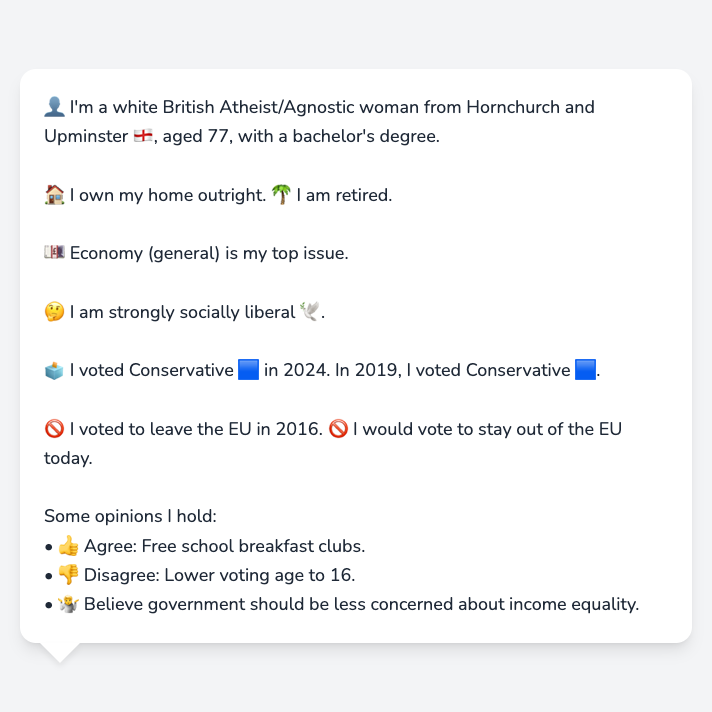 👤 I'm a white British Atheist/Agnostic woman from Hornchurch and
Upminster 🏴󠁧󠁢󠁥󠁮󠁧󠁿, aged 77, with a bachelor's degree.
🏠 I own my home outright. 🌴 I am retired.
💷 Economy (general) is my top issue.
🤔 I am strongly socially liberal 🕊️.
🗳️ I voted Conservative 🟦 in 2024. In 2019, I voted Conservative 🟦.
🚫 I voted to leave the EU in 2016. 🚫 I would vote to stay out of the EU
today.
Some opinions I hold:
• 👍 Agree: Free school breakfast clubs.
• 👎 Disagree: Lower voting age to 16.
• 🤷 Believe government should be less concerned about income equality.